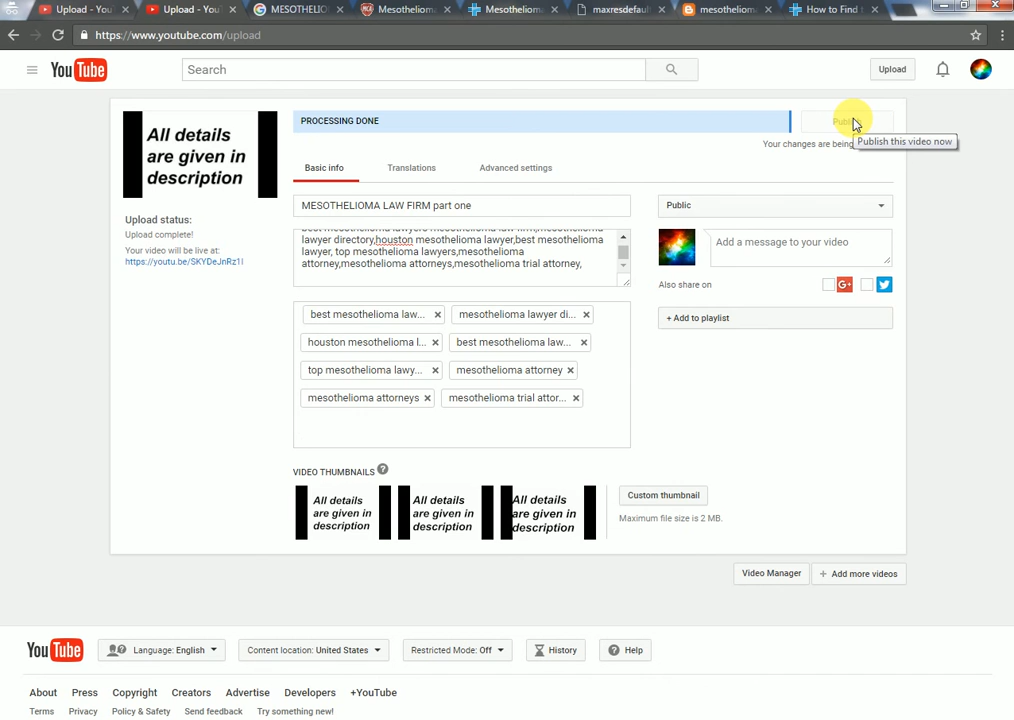 Upload - You
Upload - You
MESOTHELIO
Mesothelioma
Mesothelioma
maxresdefaul
mesotheliom
How to Find
https://www.youtube.com/upload
YouTube
Search
Upload
All details
are given in
description
PROCESSING DONE
Publish this video now
Your changes are being
Basic info
Translations
Advanced settings
Upload status:
Upload complete!
Your video will be live at:
https://youtu.be/SKYDeJnRz1I
MESOTHELIOMA LAW FIRM part one
lawyer directory,houston mesothelioma lawyer,best mesothelioma
lawyer, top mesothelioma lawyers,mesothelioma
attorney,mesothelioma attorneys,mesothelioma trial attorney,
Public
Add a message to your video
Also share on
G+
+ Add to playlist
best mesothelioma law...
mesothelioma lawyer di...
houston mesothelioma l...
best mesothelioma law...
top mesothelioma lawy...
mesothelioma attorney
mesothelioma attorneys
mesothelioma trial attor...
VIDEO THUMBNAILS ?
All details
are given in
description
All details
are given in
description
All details
are given in
description
Custom thumbnail
Maximum file size is 2 MB.
Video Manager
+ Add more videos
YouTube
Language: English
Content location: United States
Restricted Mode: Off
History
Help
About
Press
Copyright
Creators
Advertise
Developers
+YouTube
Terms
Privacy
Policy & Safety
Send feedback
Try something new!